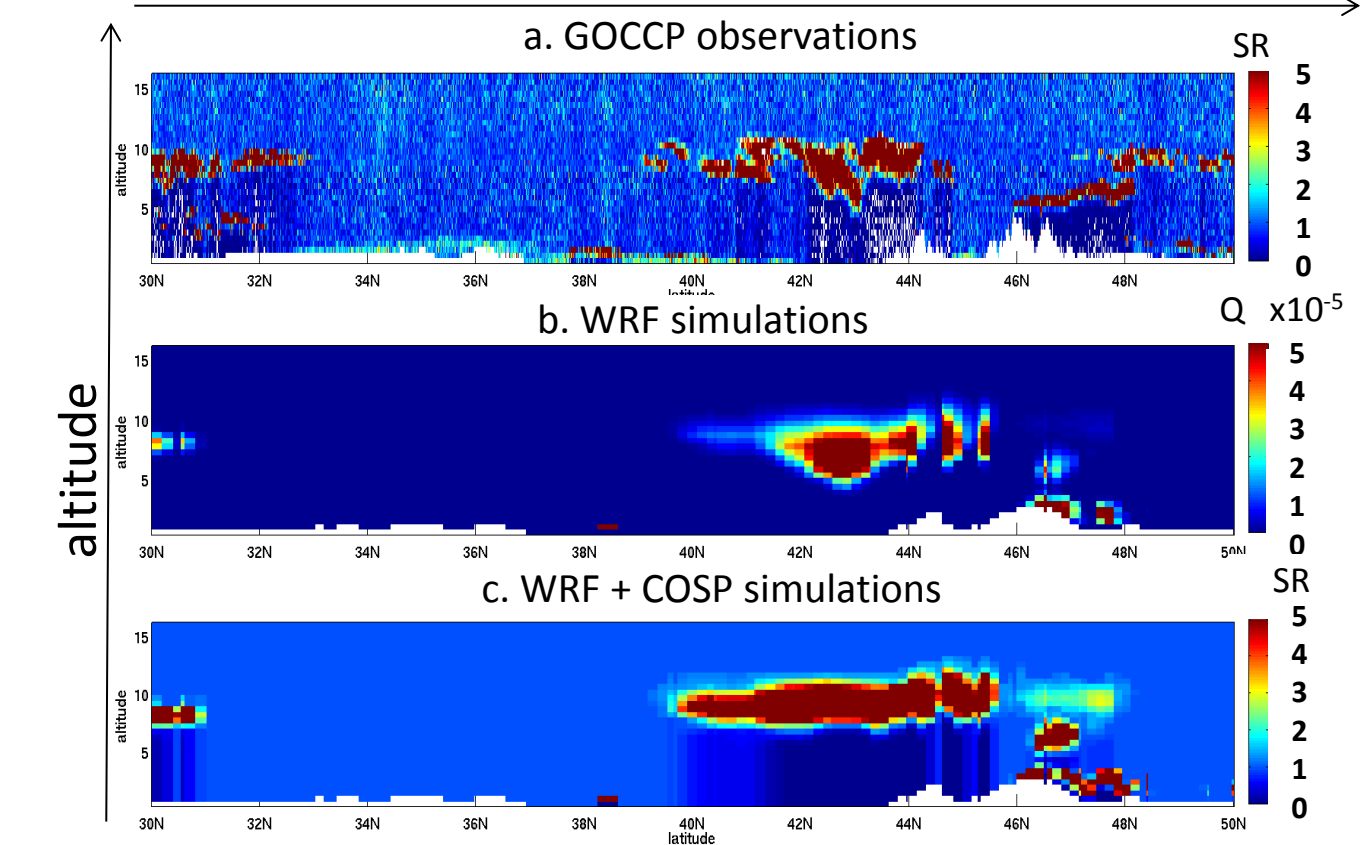 a. GOCCP observations
SR
15
10
5
altitude
5
4
3
2
1
0
30N 32N 34N 36N 38N 40N 42N 44N 46N 48N 50N
latitude
b. WRF simulations
Q x10-5
15
10
5
altitude
5
4
3
2
1
0
30N 32N 34N 36N 38N 40N 42N 44N 46N 48N 50N
altitude
c. WRF + COSP simulations
SR
15
10
5
altitude
5
4
3
2
1
0
30N 32N 34N 36N 38N 40N 42N 44N 46N 48N 50N
latitude